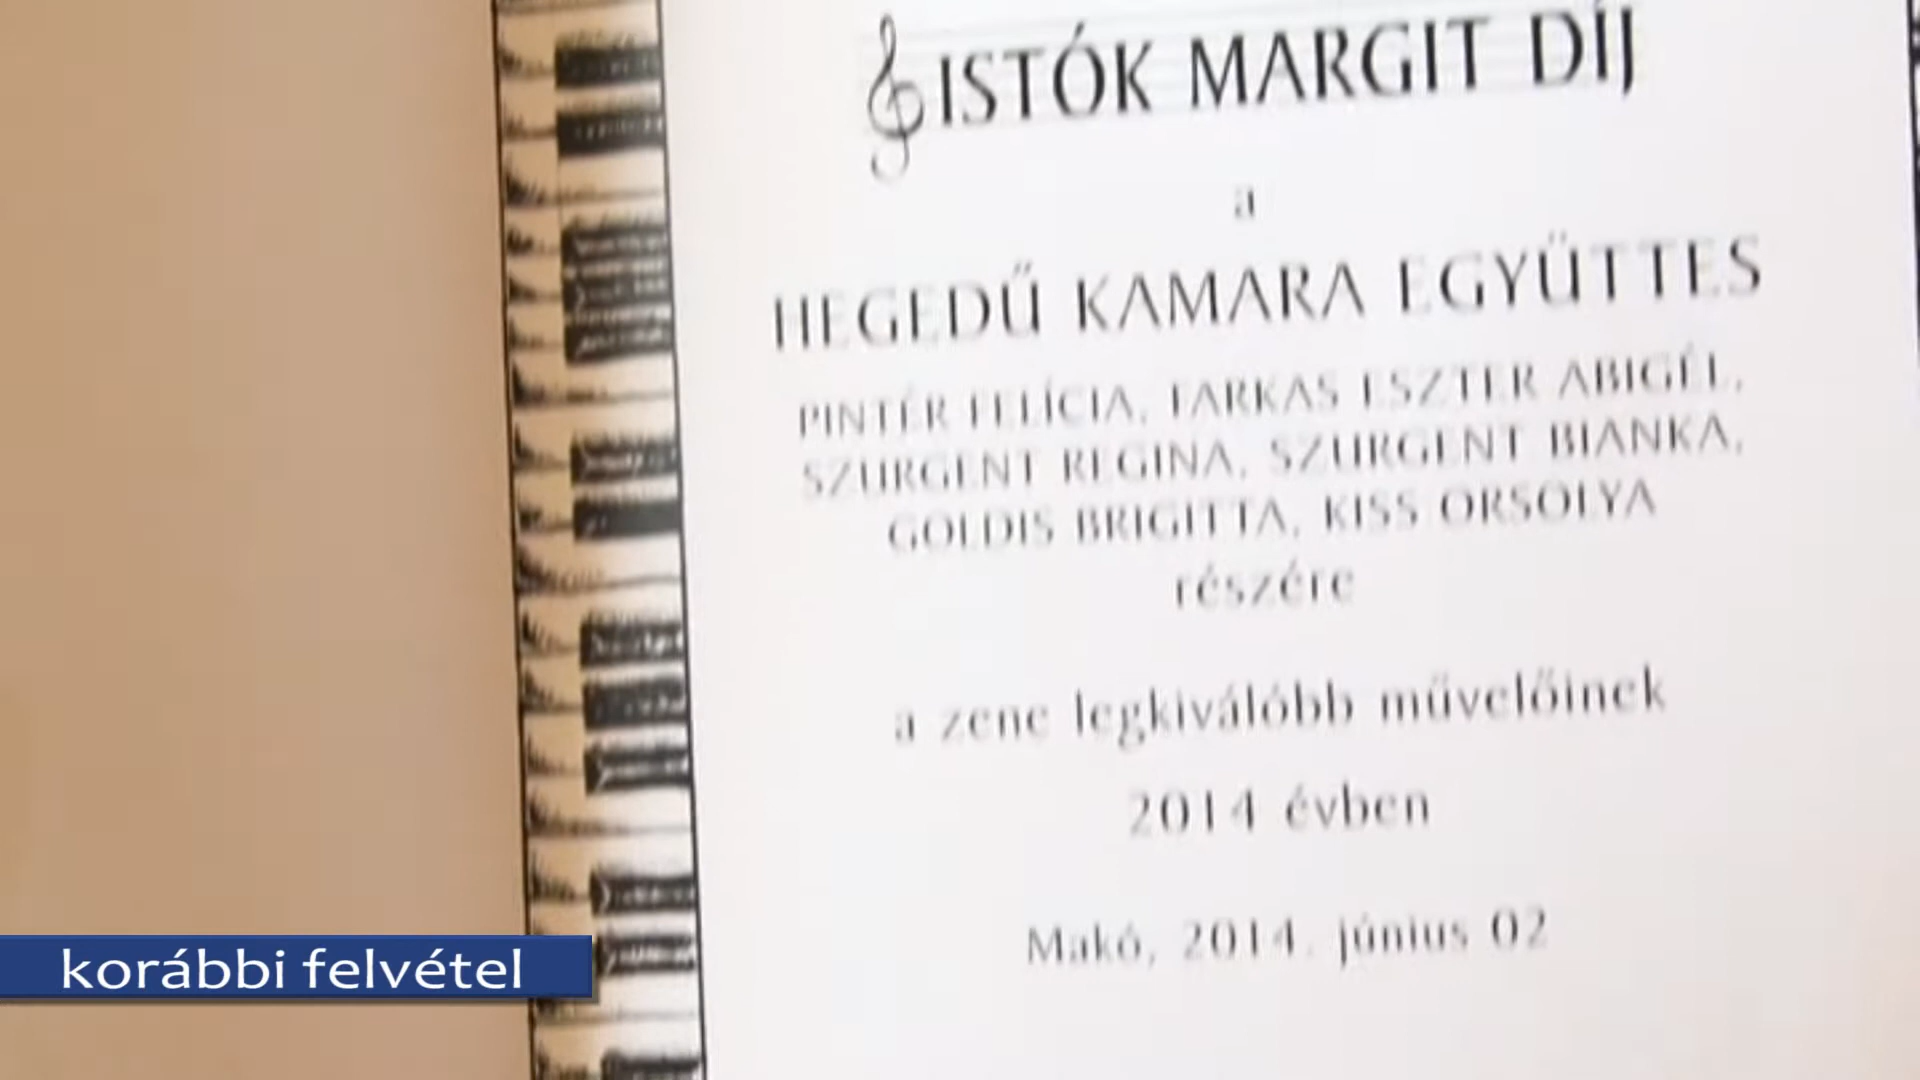 ISTÓK MARGIT DÍJ
a
HEGEDŰ KAMARA EGYÜTTES
PINTÉR FELÍCIA, FARKAS ESZTER ABIGÉL,
SZURGENT REGINA, SZURGENT BIANKA,
GOLDIS BRIGITTA, KISS ORSOLYA
részére
a zene legkiválóbb művelőinek
2014 évben
Makó, 2014. június 02
korábbi felvétel